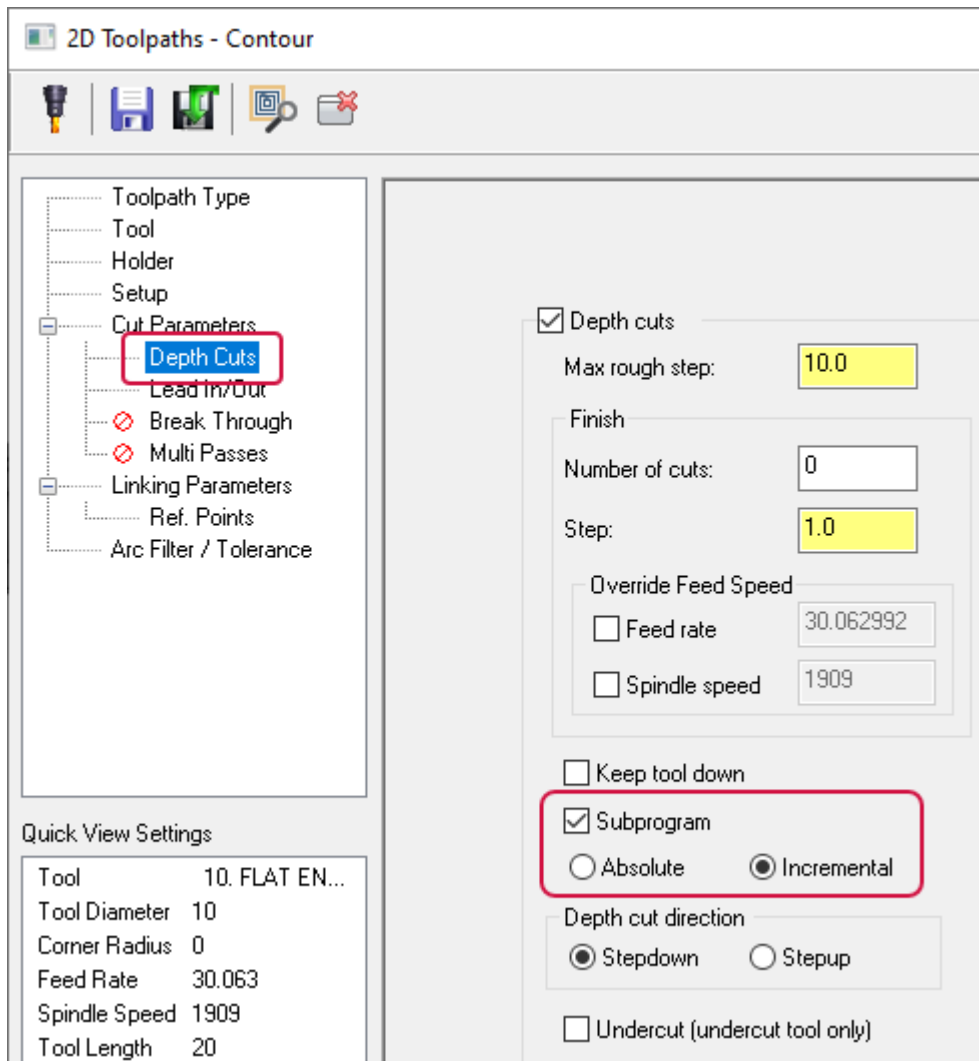 2D Toolpaths - Contour
Toolpath Type
Tool
Holder
Setup
Cut Parameters
Depth Cuts
Lead In/Out
Break Through
Multi Passes
Linking Parameters
Ref. Points
Arc Filter / Tolerance
Depth cuts
Max rough step: 10.0
Finish
Number of cuts: 0
Step: 1.0
Override Feed Speed
Feed rate 30.062992
Spindle speed 1909
Keep tool down
Subprogram
Absolute Incremental
Depth cut direction
Stepdown Stepup
Undercut (undercut tool only)
Quick View Settings
Tool 10. FLAT EN...
Tool Diameter 10
Corner Radius 0
Feed Rate 30.063
Spindle Speed 1909
Tool Length 20